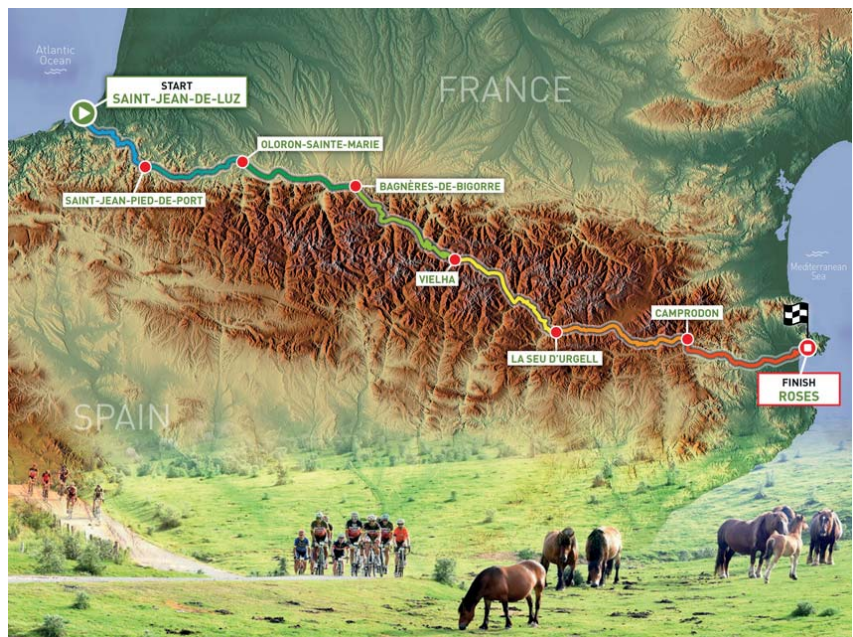 Atlantic
Ocean
START
SAINT-JEAN-DE-LUZ
FRANCE
OLORON-SAINTE-MARIE
SAINT-JEAN-PIED-DE-PORT
BAGNÈRES-DE-BIGORRE
VIELHA
Mediterranean
Sea
CAMPRODON
LA SEU D'URGELL
FINISH
ROSES
SPAIN